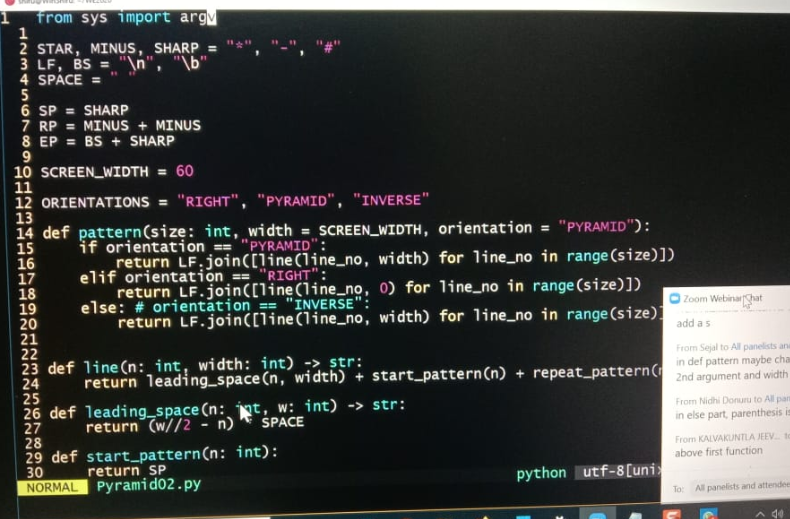 1 from sys import argv
1
2 STAR, MINUS, SHARP = "*", "-", "#"
3 LF, BS = "\n", "\b"
4 SPACE = " "
5
6 SP = SHARP
7 RP = MINUS + MINUS
8 EP = BS + SHARP
9
10 SCREEN_WIDTH = 60
11
12 ORIENTATIONS = "RIGHT", "PYRAMID", "INVERSE"
13
14 def pattern(size: int, width = SCREEN_WIDTH, orientation = "PYRAMID"):
15 if orientation == "PYRAMID":
16 return LF.join([line(line_no, width) for line_no in range(size)])
17 elif orientation == "RIGHT":
18 return LF.join([line(line_no, 0) for line_no in range(size)])
19 else: # orientation == "INVERSE":
20 return LF.join([line(line_no, width) for line_no in range(size)
21
22
23 def line(n: int, width: int) -> str:
24 return leading_space(n, width) + start_pattern(n) + repeat_pattern(
25
26 def leading_space(n: int, w: int) -> str:
27 return (w//2 - n) * SPACE
28
29 def start_pattern(n: int):
30 return SP
NORMAL Pyramid02.py python utf-8[uni
Zoom Webinar Chat
add a s
From Sejal to All panelists an
in def pattern maybe cha
2nd argument and width
From Nidhi Donuru to All pan
in else part, parenthesis is
From KALVAKUNTLA JEEV... to
above first function
To: All panelists and attendee